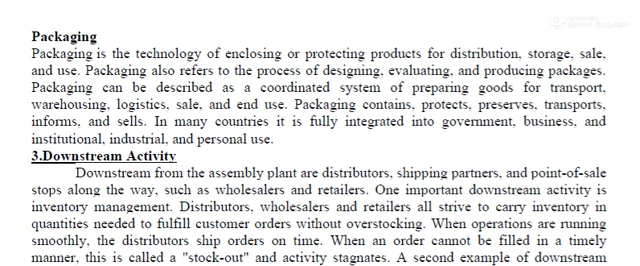 Packaging
Packaging is the technology of enclosing or protecting products for distribution, storage, sale,
and use. Packaging also refers to the process of designing, evaluating, and producing packages.
Packaging can be described as a coordinated system of preparing goods for transport,
warehousing, logistics, sale, and end use. Packaging contains, protects, preserves, transports,
informs, and sells. In many countries it is fully integrated into government, business, and
institutional, industrial, and personal use.
3.Downstream Activity
Downstream from the assembly plant are distributors, shipping partners, and point-of-sale
stops along the way, such as wholesalers and retailers. One important downstream activity is
inventory management. Distributors, wholesalers and retailers all strive to carry inventory in
quantities needed to fulfill customer orders without overstocking. When operations are running
smoothly, the distributors ship orders on time. When an order cannot be filled in a timely
manner, this is called a "stock-out" and activity stagnates. A second example of downstream